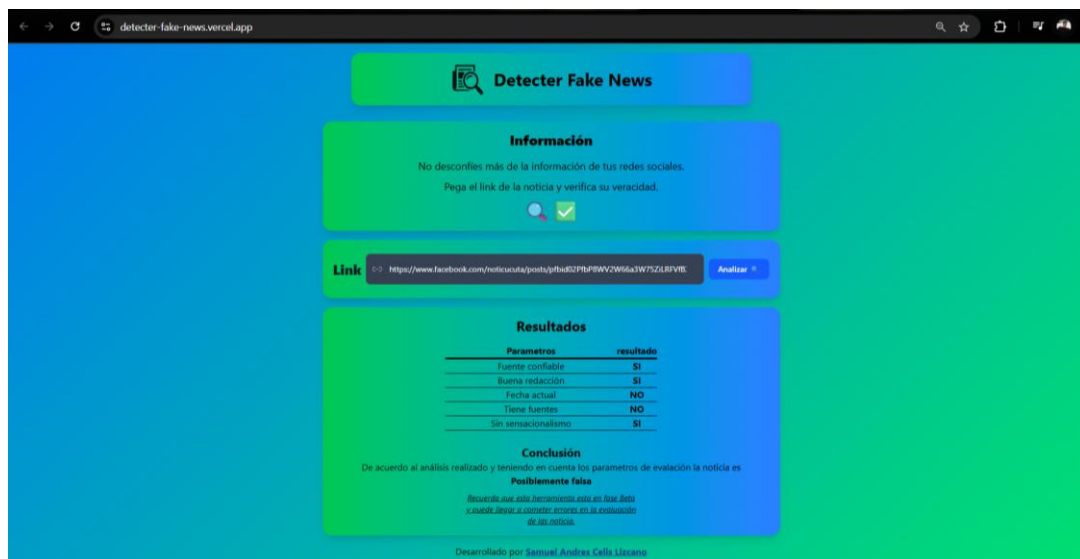 detecter-fake-news.vercel.app
Detecter Fake News
Información
No desconfíes más de la información de tus redes sociales.
Pega el link de la noticia y verifica su veracidad.
Link
https://www.facebook.com/noticucuta/posts/
Analizar
Resultados
Parametros resultado
Fuente confiable SI
Buena redacción SI
Fecha actual NO
Tiene fuentes NO
Sin sensacionalismo SI
Conclusión
De acuerdo al análisis realizado y teniendo en cuenta los parametros de evalación la noticia es
Posiblemente falsa
Recuerda que esta herramienta esta en fase Beta
y puede llegar a cometer errores en la evaluación
de las noticia.
Desarrollado por Samuel Andres Celis Lizcano